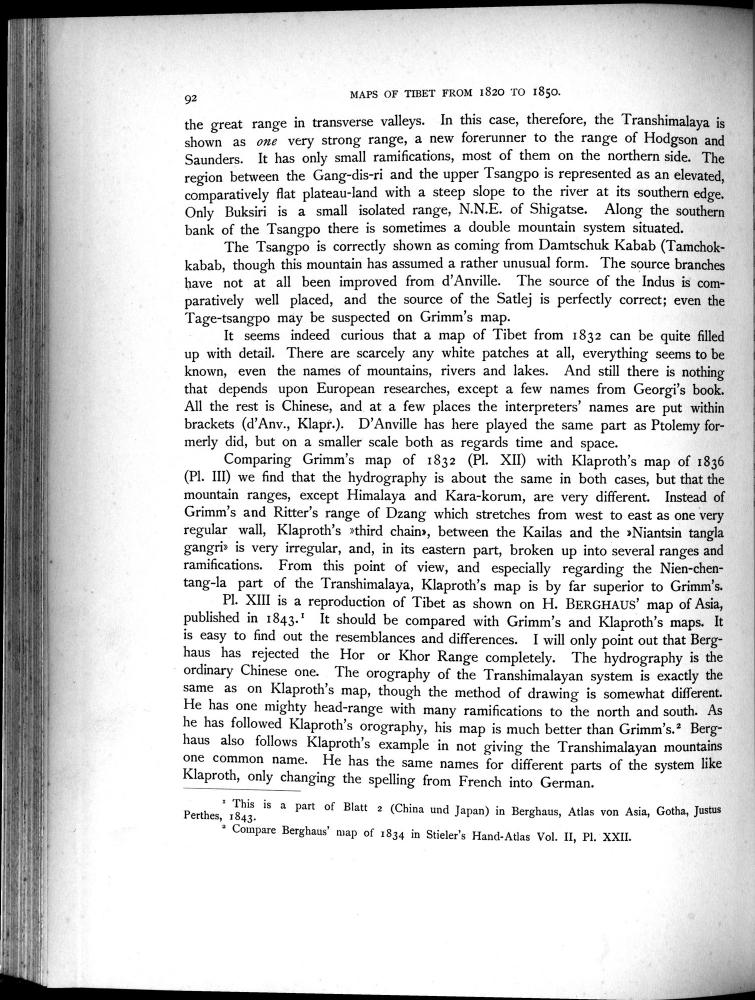 92
MAPS OF TIBET FROM 1820 TO 1850.
the great range in transverse valleys. In this case, therefore, the Transhimalaya is
shown as one very strong range, a new forerunner to the range of Hodgson and
Saunders. It has only small ramifications, most of them on the northern side. The
region between the Gang-dis-ri and the upper Tsangpo is represented as an elevated,
comparatively flat plateau-land with a steep slope to the river at its southern edge.
Only Buksiri is a small isolated range, N.N.E. of Shigatse. Along the southern
bank of the Tsangpo there is sometimes a double mountain system situated.
The Tsangpo is correctly shown as coming from Damtschuk Kabab (Tamchok-
kabab, though this mountain has assumed a rather unusual form. The source branches
have not at all been improved from d'Anville. The source of the Indus is com-
paratively well placed, and the source of the Satlej is perfectly correct; even the
Tage-tsangpo may be suspected on Grimm's map.
It seems indeed curious that a map of Tibet from 1832 can be quite filled
up with detail. There are scarcely any white patches at all, everything seems to be
known, even the names of mountains, rivers and lakes. And still there is nothing
that depends upon European researches, except a few names from Georgi's book.
All the rest is Chinese, and at a few places the interpreters' names are put within
brackets (d'Anv., Klapr.). D'Anville has here played the same part as Ptolemy for-
merly did, but on a smaller scale both as regards time and space.
Comparing Grimm's map of 1832 (Pl. XII) with Klaproth's map of 1836
(Pl. III) we find that the hydrography is about the same in both cases, but that the
mountain ranges, except Himalaya and Kara-korum, are very different. Instead of
Grimm's and Ritter's range of Dzang which stretches from west to east as one very
regular wall, Klaproth's »third chain», between the Kailas and the »Niantsin tangla
gangri» is very irregular, and, in its eastern part, broken up into several ranges and
ramifications. From this point of view, and especially regarding the Nien-chen-
tang-la part of the Transhimalaya, Klaproth's map is by far superior to Grimm's.
Pl. XIII is a reproduction of Tibet as shown on H. BERGHAUS' map of Asia,
published in 1843.¹ It should be compared with Grimm's and Klaproth's maps. It
is easy to find out the resemblances and differences. I will only point out that Berg-
haus has rejected the Hor or Khor Range completely. The hydrography is the
ordinary Chinese one. The orography of the Transhimalayan system is exactly the
same as on Klaproth's map, though the method of drawing is somewhat different.
He has one mighty head-range with many ramifications to the north and south. As
he has followed Klaproth's orography, his map is much better than Grimm's.² Berg-
haus also follows Klaproth's example in not giving the Transhimalayan mountains
one common name. He has the same names for different parts of the system like
Klaproth, only changing the spelling from French into German.
¹ This is a part of Blatt 2 (China und Japan) in Berghaus, Atlas von Asia, Gotha, Justus
Perthes, 1843.
² Compare Berghaus' map of 1834 in Stieler's Hand-Atlas Vol. II, Pl. XXII.